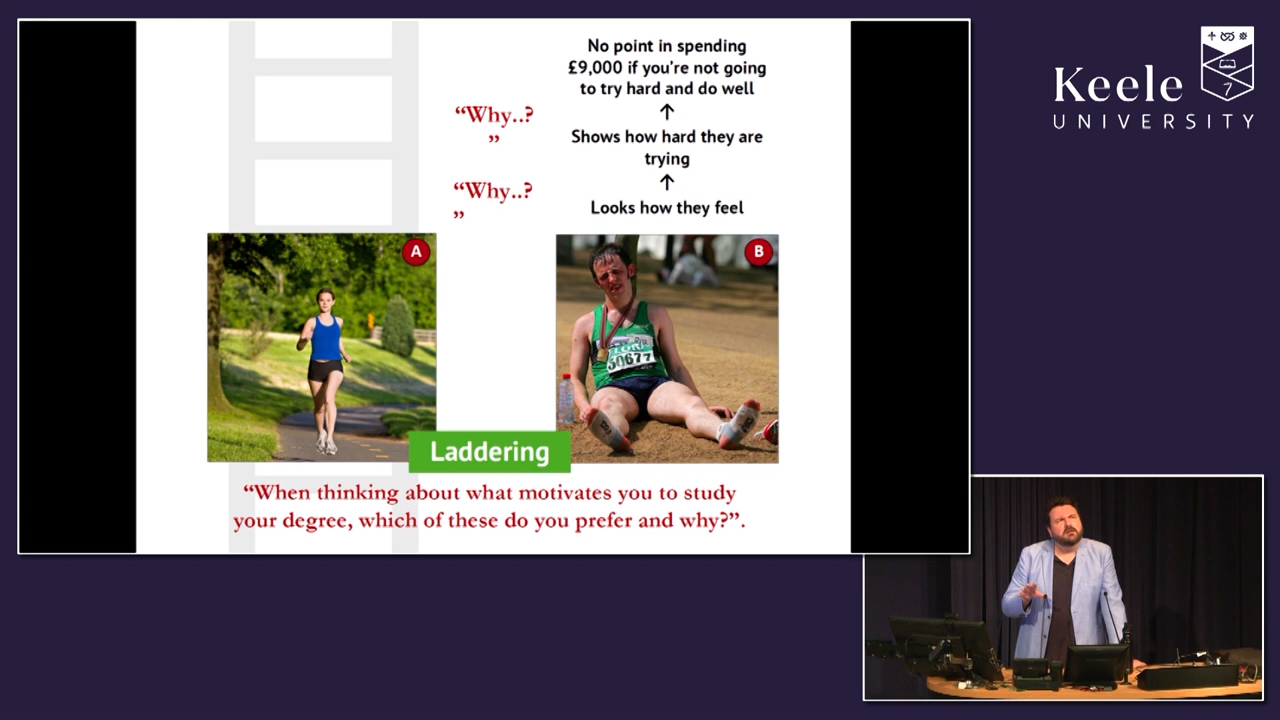 No point in spending
£9,000 if you're not going
to try hard and do well
↑
“Why..?
”
Shows how hard they are
trying
↑
“Why..?
”
Looks how they feel
A
B
50677
Laddering
“When thinking about what motivates you to study
your degree, which of these do you prefer and why?”.
Keele
UNIVERSITY